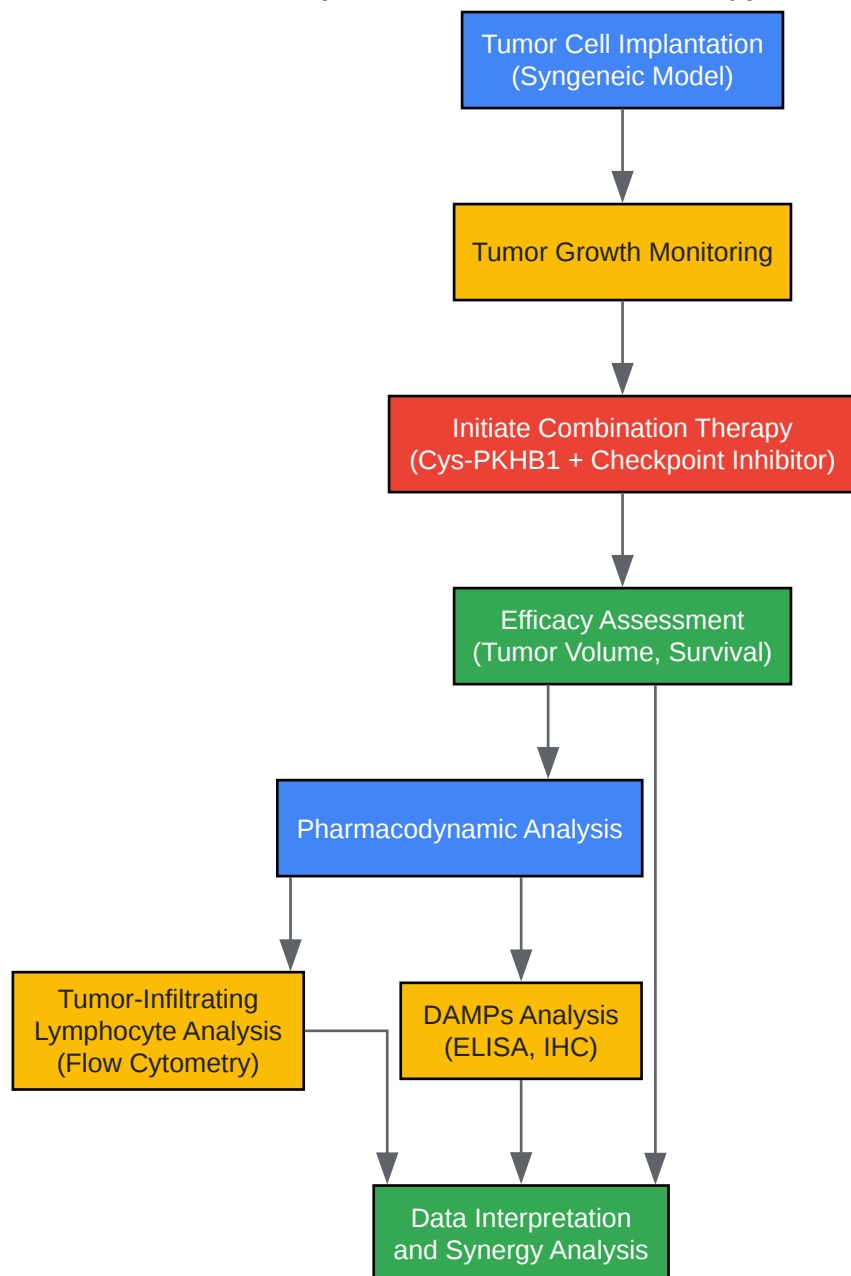 Tumor Cell Implantation
(Syngeneic Model)
Tumor Growth Monitoring
Initiate Combination Therapy
(Cys-PKHB1 + Checkpoint Inhibitor)
Efficacy Assessment
(Tumor Volume, Survival)
Pharmacodynamic Analysis
Tumor-Infiltrating
Lymphocyte Analysis
(Flow Cytometry)
DAMPs Analysis
(ELISA, IHC)
Data Interpretation
and Synergy Analysis